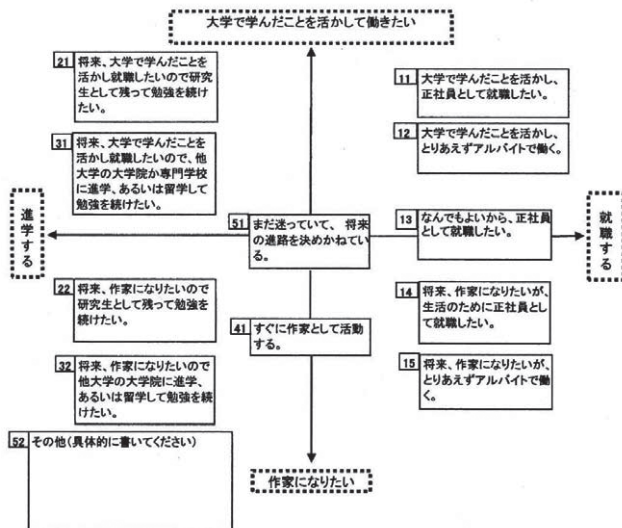 大学で学んだことを活かして働きたい
21 将来、大学で学んだことを
活かし就職したいので研究
生として残って勉強を続け
たい。
11 大学で学んだことを活かし、
正社員として就職したい。
12 大学で学んだことを活かし、
とりあえずアルバイトで働く。
31 将来、大学で学んだことを
活かし就職したいので、他
大学の大学院か専門学校
に進学、あるいは留学して
勉強を続けたい。
進学する
51 まだ迷っていて、将来
の進路を決めかねてい
る。
13 なんでもよいから、正社員
として就職したい。
就職する
22 将来、作家になりたいので
研究生として残って勉強を
続けたい。
41 すぐに作家として活動
する。
14 将来、作家になりたいが、
生活のために正社員とし
て就職したい。
32 将来、作家になりたいので
他大学の大学院に進学、
あるいは留学して勉強を続
けたい。
15 将来、作家になりたいが、
とりあえずアルバイトで働
く。
52 その他(具体的に書いてください)
作家になりたい